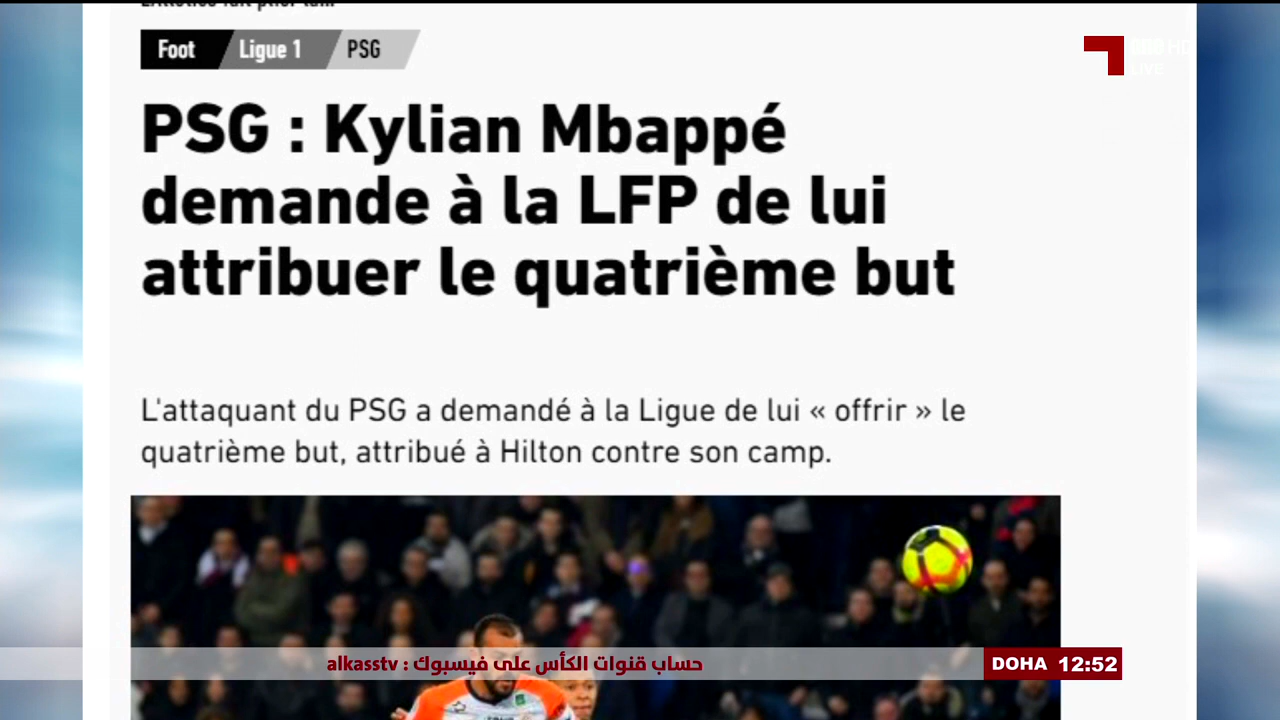 Foot
Ligue 1
PSG
HD
LIVE
PSG : Kylian Mbappé
demande à la LFP de lui
attribuer le quatrième but
L'attaquant du PSG a demandé à la Ligue de lui « offrir » le
quatrième but, attribué à Hilton contre son camp.
حساب قنوات الكأس على فيسبوك : alkasstv
DOHA 12:52